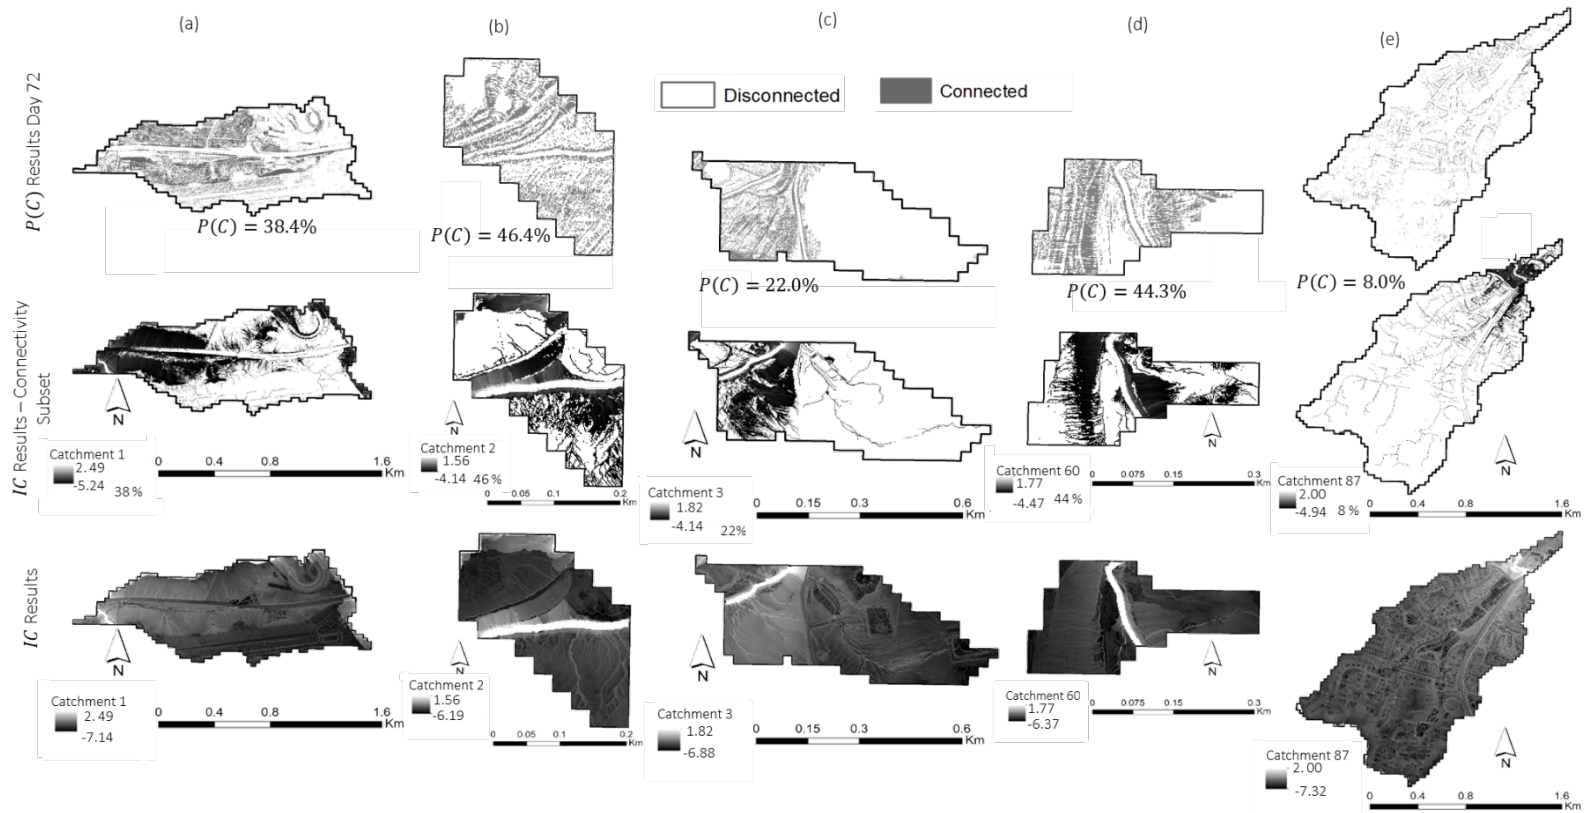 (a)
(b)
(c)
(d)
(e)
P(C) Results Day 72
Disconnected
Connected
P(C) = 38.4%
P(C) = 46.4%
P(C) = 22.0%
P(C) = 44.3%
P(C) = 8.0%
IC Results – Connectivity
Subset
N
Catchment 1
2.49
-5.24
38 %
0 0.4 0.8 1.6
Km
N
Catchment 2
1.56
-4.14 46 %
0 0.05 0.1 0.2
Km
N
Catchment 3
1.82
-4.14
22%
0 0.15 0.3 0.6
Km
N
Catchment 60
1.77
-4.47 44 %
0 0.075 0.15 0.3
Km
N
Catchment 87
2.00
-4.94 8 %
0 0.4 0.8 1.6
Km
IC Results
N
Catchment 1
2.49
-7.14
0 0.4 0.8 1.6
Km
N
Catchment 2
1.56
-6.19
0 0.05 0.1 0.2
Km
N
Catchment 3
1.82
-6.88
0 0.15 0.3 0.6
Km
N
Catchment 60
1.77
-6.37
0 0.075 0.15 0.3
Km
N
Catchment 87
2.00
-7.32
0 0.4 0.8 1.6
Km